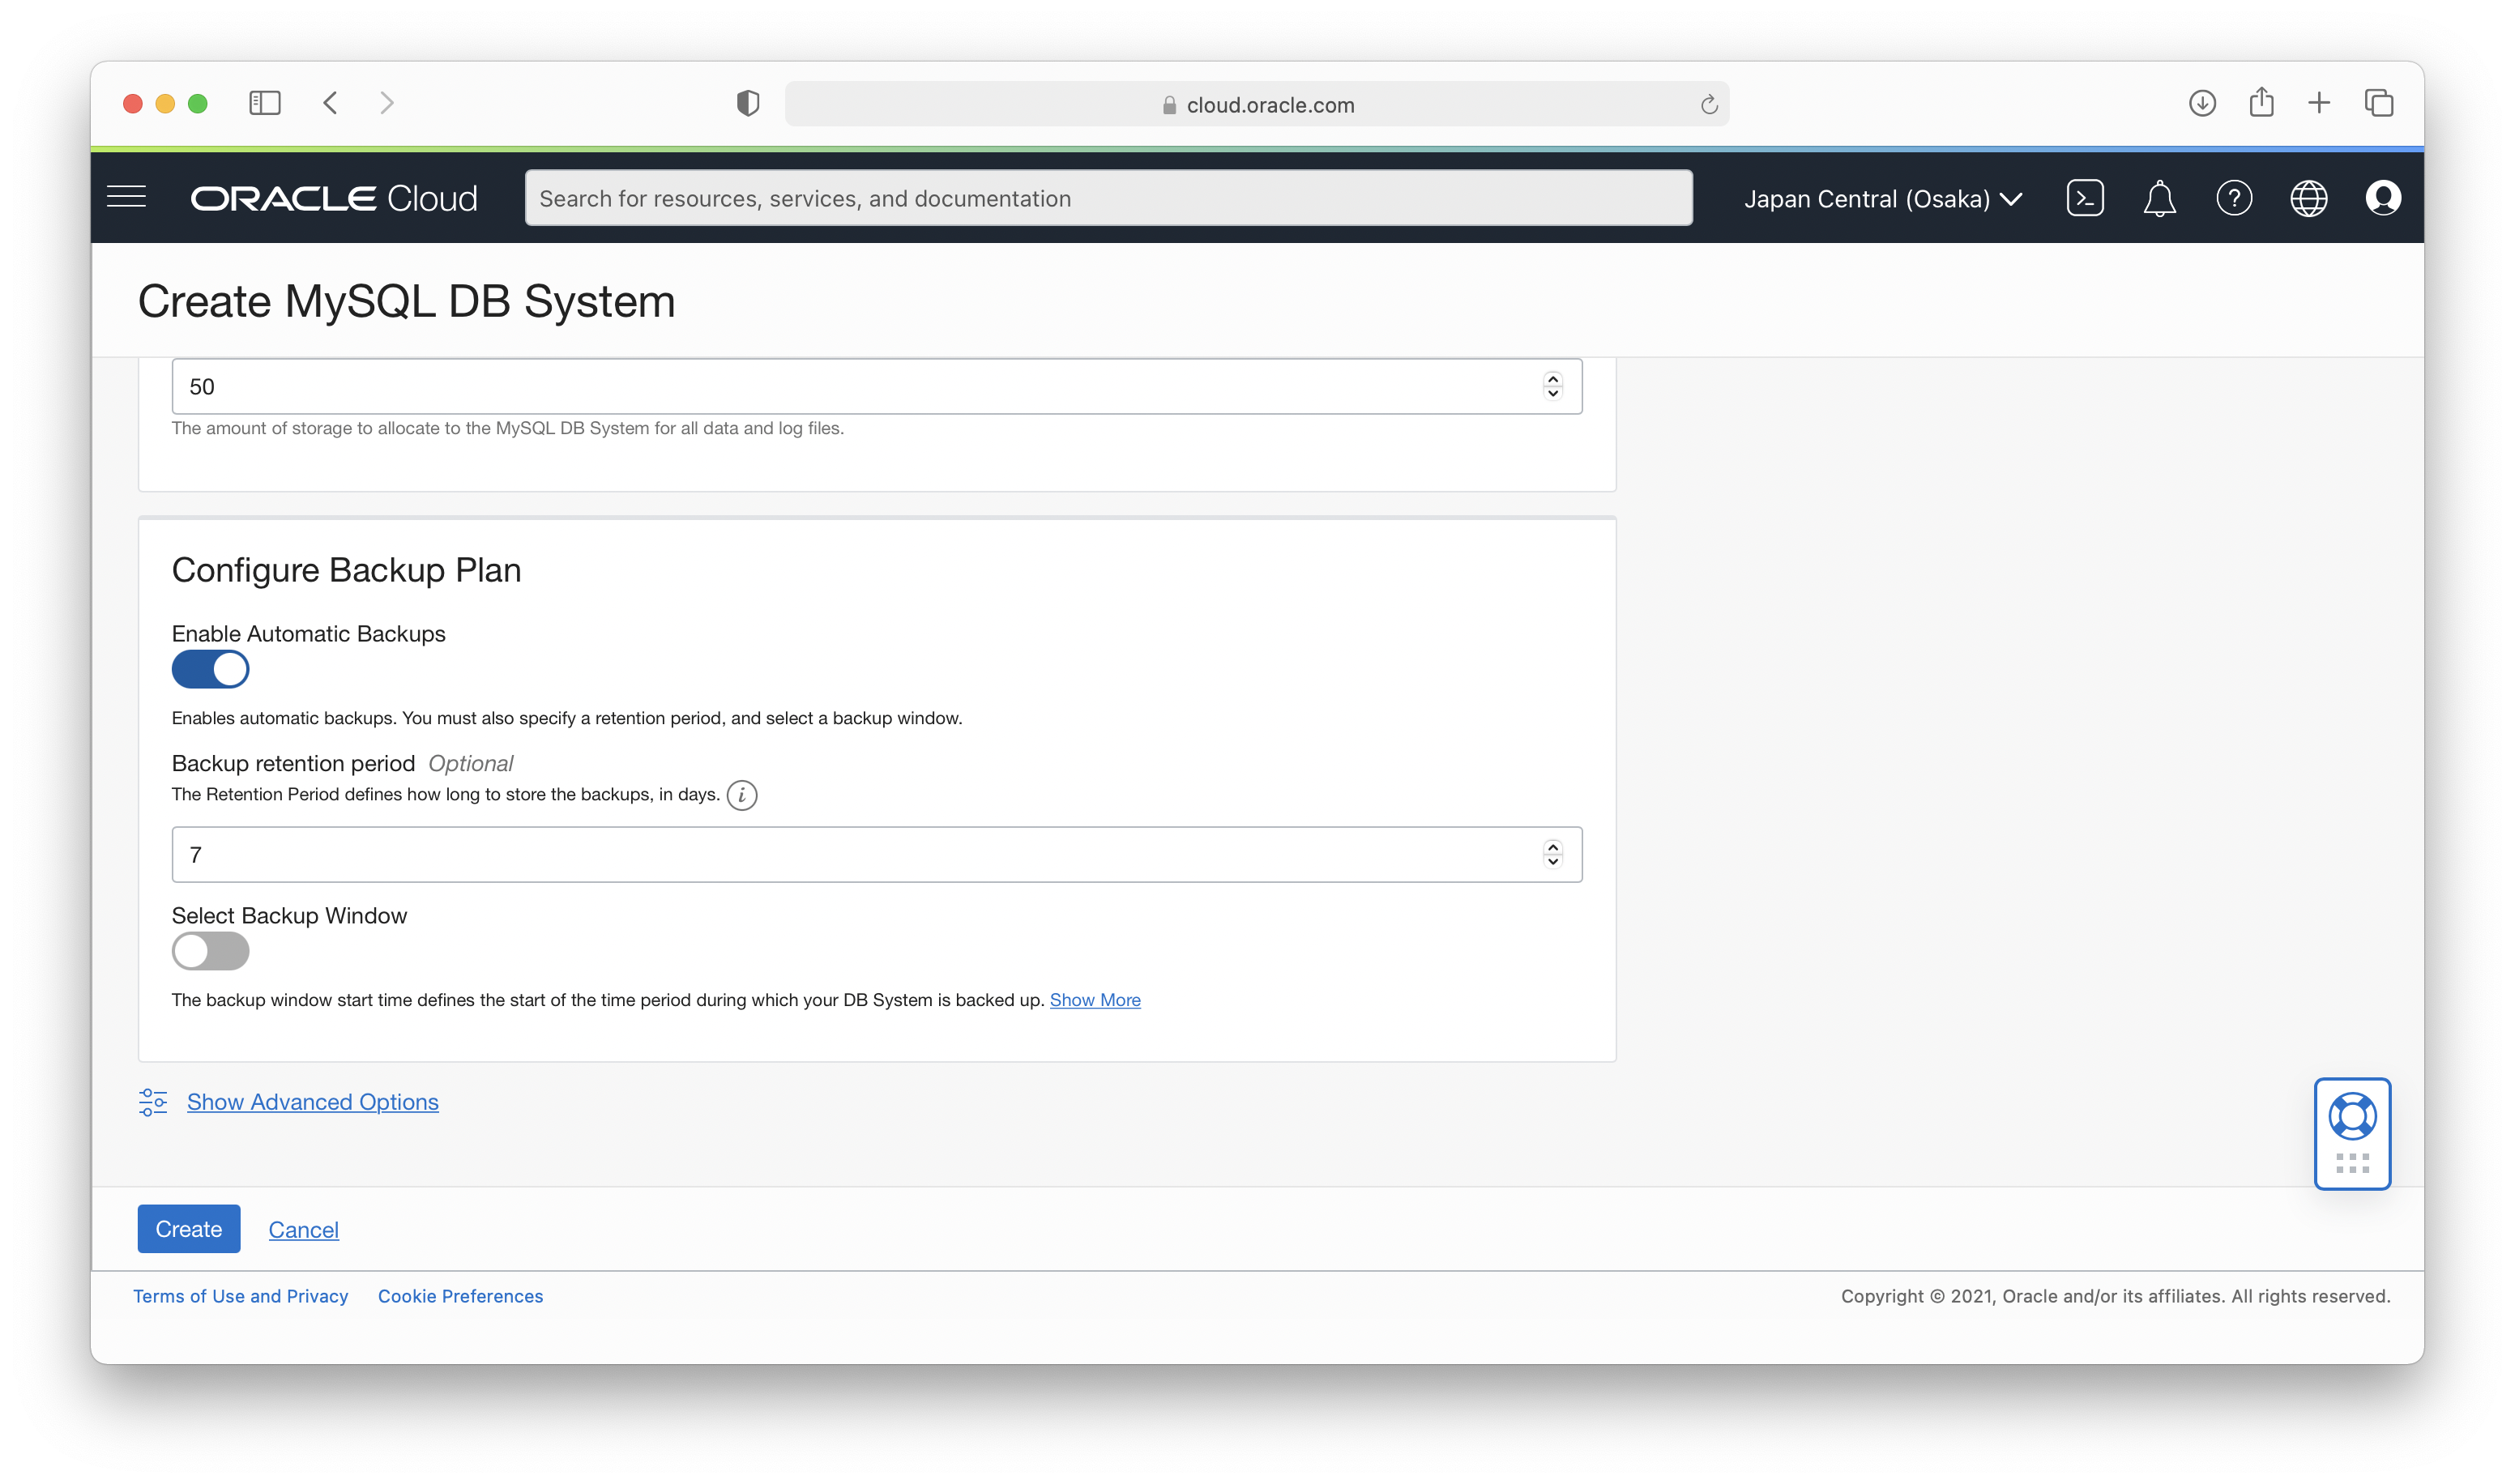 cloud.oracle.com
ORACLE Cloud
Search for resources, services, and documentation
Japan Central (Osaka)
Create MySQL DB System
50
The amount of storage to allocate to the MySQL DB System for all data and log files.
Configure Backup Plan
Enable Automatic Backups
Enables automatic backups. You must also specify a retention period, and select a backup window.
Backup retention period Optional
The Retention Period defines how long to store the backups, in days.
7
Select Backup Window
The backup window start time defines the start of the time period during which your DB System is backed up. Show More
Show Advanced Options
Create Cancel
Terms of Use and Privacy Cookie Preferences Copyright © 2021, Oracle and/or its affiliates. All rights reserved.